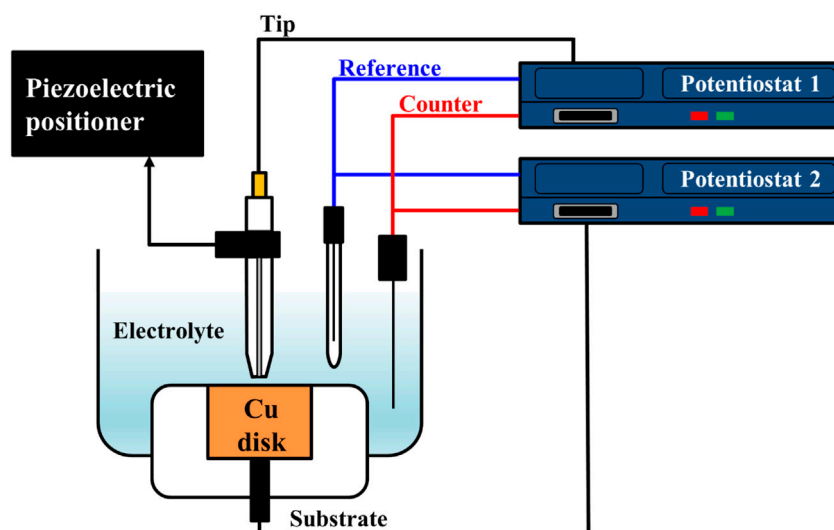 Tip
Piezoelectric
positioner
Reference
Counter
Potentiostat 1
Potentiostat 2
Electrolyte
Cu
disk
Substrate